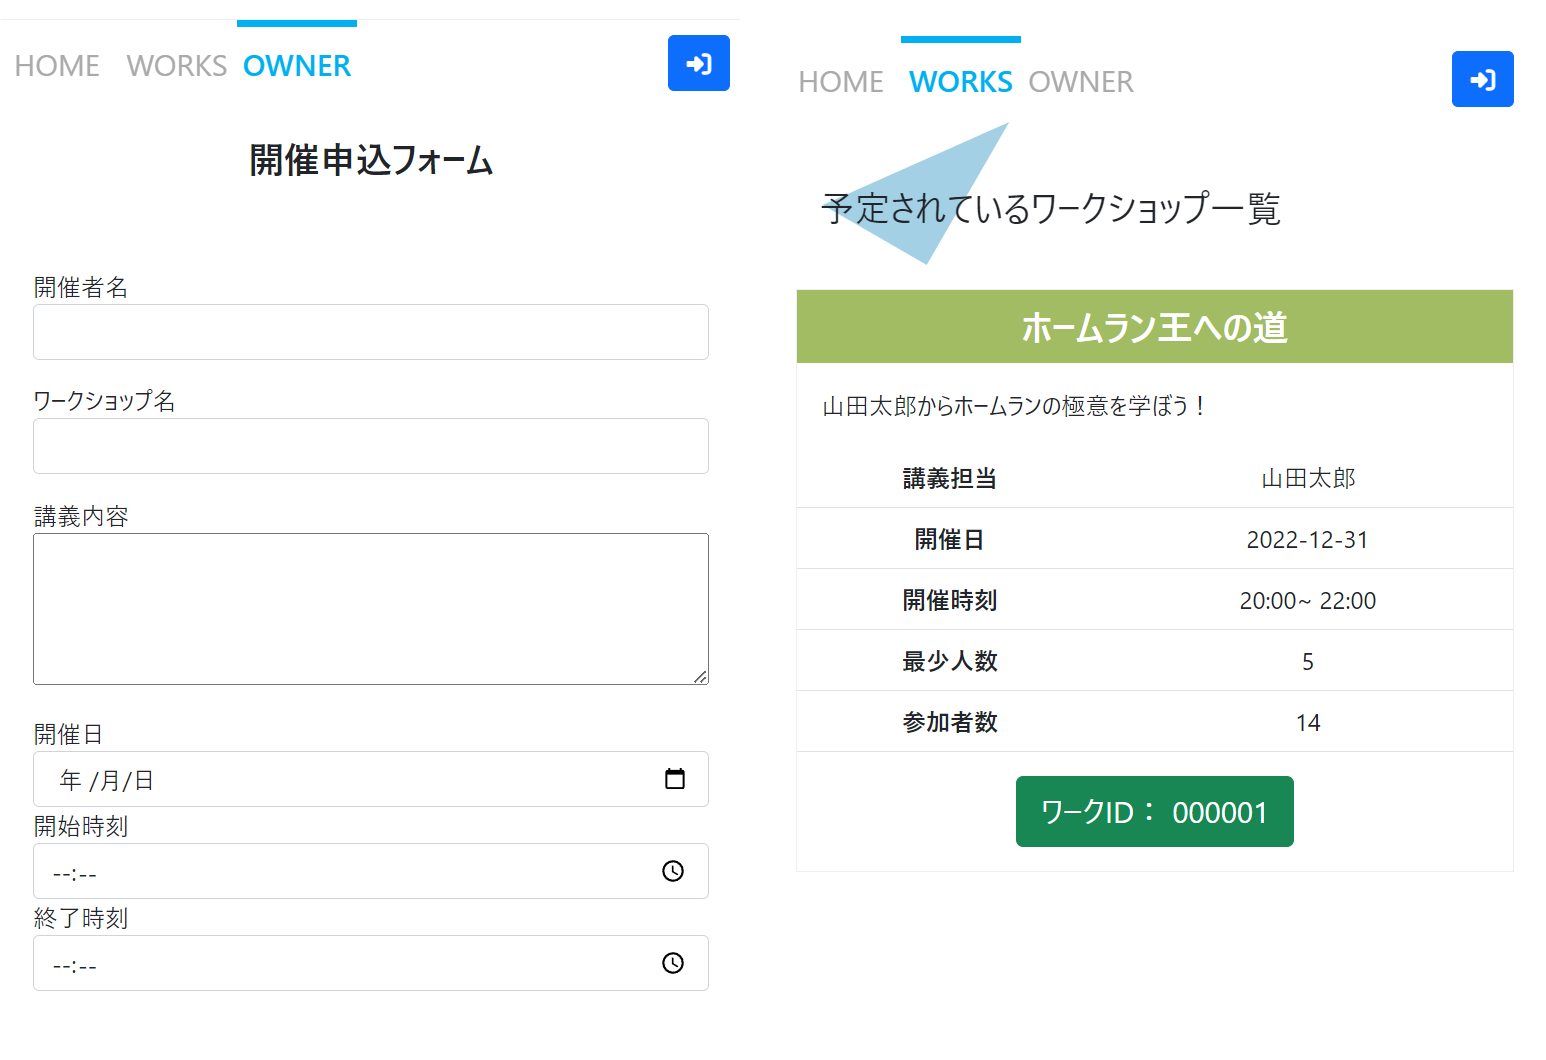 HOME WORKS OWNER
開催申込フォーム
開催者名
ワークショップ名
講義内容
開催日
年 /月/日
開始時刻
--:--
終了時刻
--:--
HOME WORKS OWNER
予定されているワークショップ一覧
ホームラン王への道
山田太郎からホームランの極意を学ぼう！
講義担当 山田太郎
開催日 2022-12-31
開催時刻 20:00~ 22:00
最少人数 5
参加者数 14
ワークID： 000001